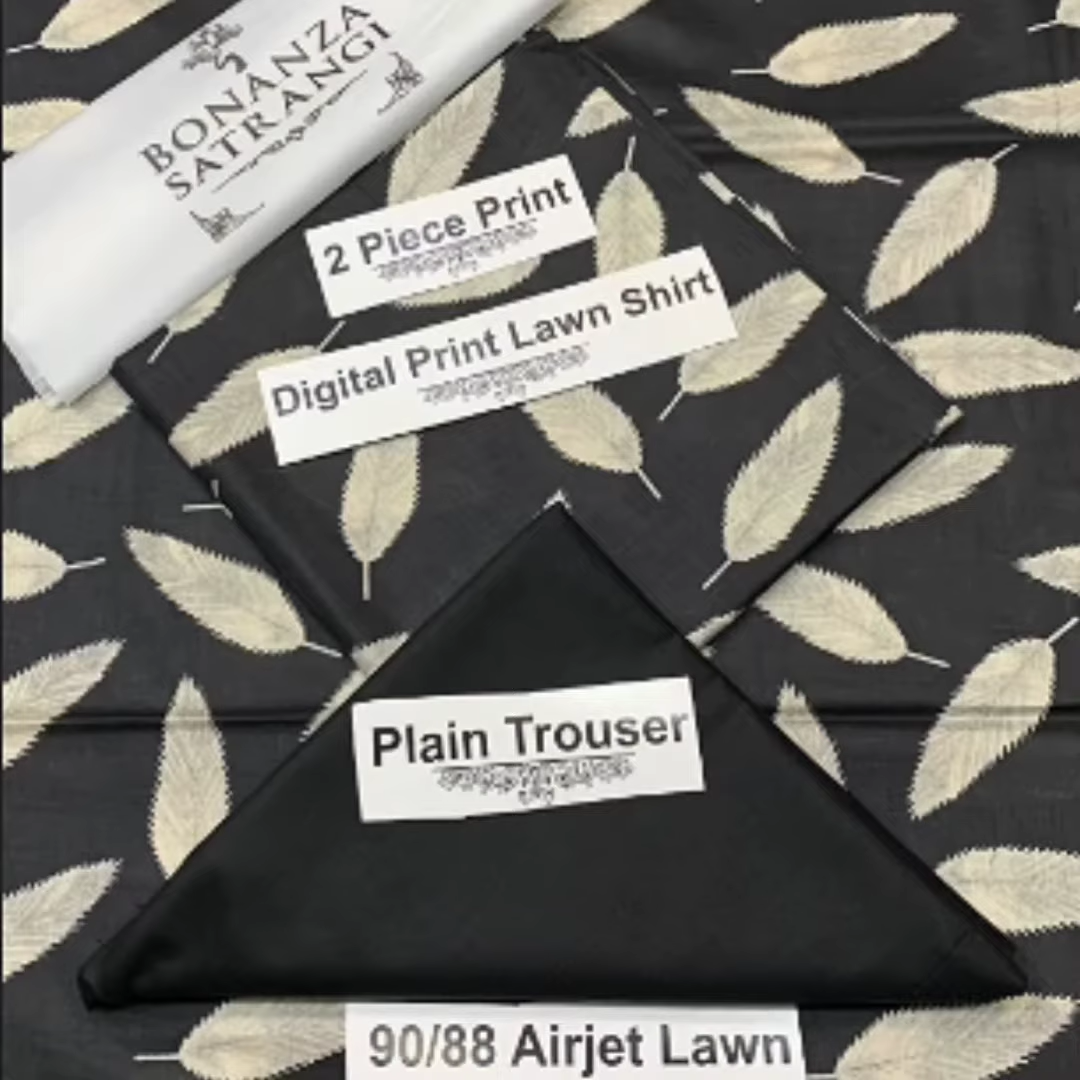 BONANZA
SATRANGI
2 Piece Print
Digital Print Lawn Shirt
Plain Trouser
90/88 Airjet Lawn